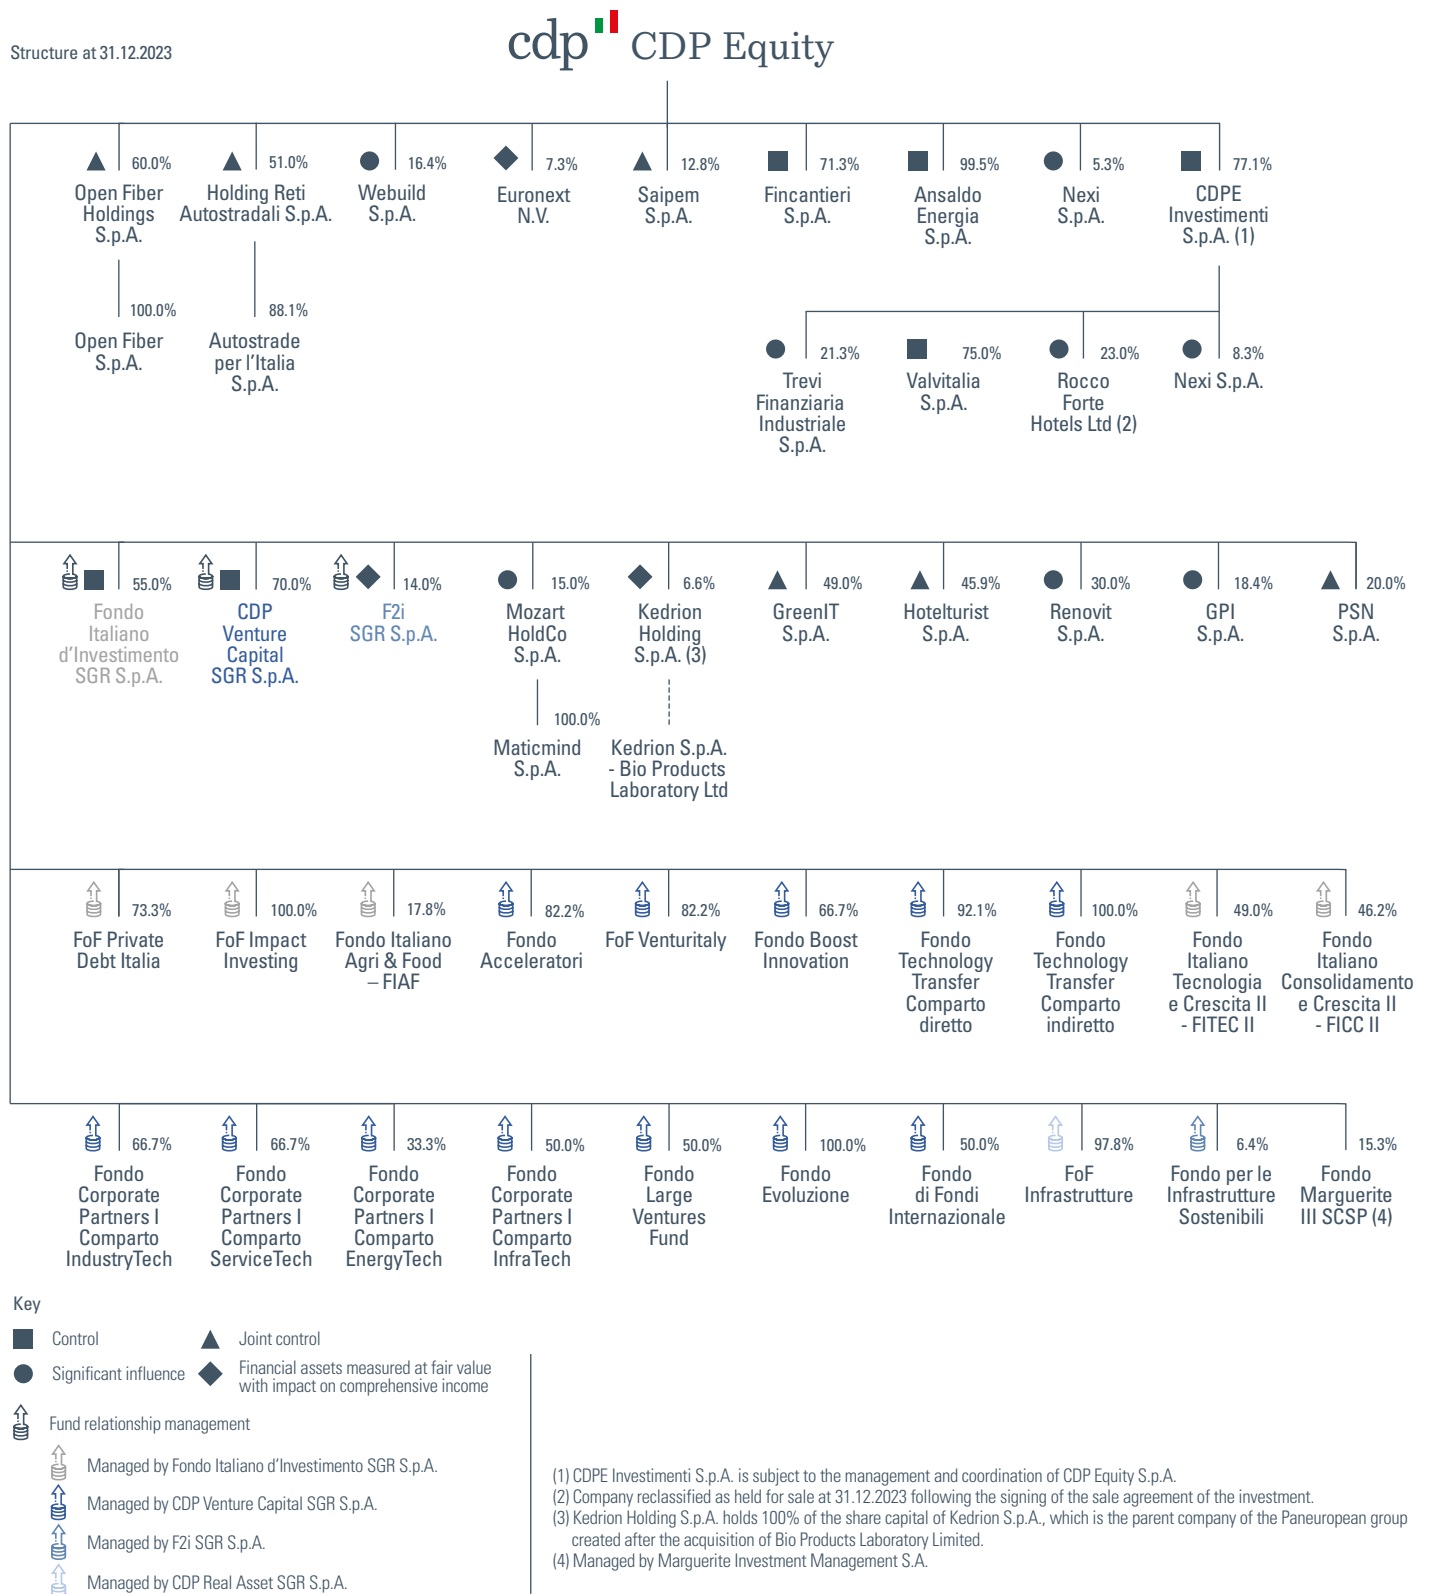 Structure at 31.12.2023
cdp CDP Equity
60.0%
Open Fiber
Holdings
S.p.A.
51.0%
Holding Reti
Autostradali S.p.A.
16.4%
Webuild
S.p.A.
7.3%
Euronext
N.V.
12.8%
Saipem
S.p.A.
71.3%
Fincantieri
S.p.A.
99.5%
Ansaldo
Energia
S.p.A.
5.3%
Nexi
S.p.A.
77.1%
CDPE
Investimenti
S.p.A. (1)
100.0%
Open Fiber
S.p.A.
88.1%
Autostrade
per l'Italia
S.p.A.
21.3%
Trevi
Finanziaria
Industriale
S.p.A.
75.0%
Valvitalia
S.p.A.
23.0%
Rocco
Forte
Hotels Ltd (2)
8.3%
Nexi S.p.A.
55.0%
Fondo
Italiano
d'Investimento
SGR S.p.A.
70.0%
CDP
Venture
Capital
SGR S.p.A.
14.0%
F2i
SGR S.p.A.
15.0%
Mozart
HoldCo
S.p.A.
6.6%
Kedrion
Holding
S.p.A. (3)
49.0%
GreenIT
S.p.A.
45.9%
Hotelturist
S.p.A.
30.0%
Renovit
S.p.A.
18.4%
GPI
S.p.A.
20.0%
PSN
S.p.A.
100.0%
Maticmind
S.p.A.
Kedrion S.p.A.
- Bio Products
Laboratory Ltd
73.3%
FoF Private
Debt Italia
100.0%
FoF Impact
Investing
17.8%
Fondo Italiano
Agri & Food
– FIAF
82.2%
Fondo
Acceleratori
82.2%
FoF Venturitaly
66.7%
Fondo Boost
Innovation
92.1%
Fondo
Technology
Transfer
Comparto
diretto
100.0%
Fondo
Technology
Transfer
Comparto
indiretto
49.0%
Fondo
Italiano
Tecnologia
e Crescita II
- FITEC II
46.2%
Fondo
Italiano
Consolidamento
e Crescita II
- FICC II
66.7%
Fondo
Corporate
Partners I
Comparto
IndustryTech
66.7%
Fondo
Corporate
Partners I
Comparto
ServiceTech
33.3%
Fondo
Corporate
Partners I
Comparto
EnergyTech
50.0%
Fondo
Corporate
Partners I
Comparto
InfraTech
50.0%
Fondo
Large
Ventures
Fund
100.0%
Fondo
Evoluzione
50.0%
Fondo
di Fondi
Internazionale
97.8%
FoF
Infrastrutture
6.4%
Fondo per le
Infrastrutture
Sostenibili
15.3%
Fondo
Marguerite
III SCSP (4)
Key
Control
Joint control
Significant influence
Financial assets measured at fair value
with impact on comprehensive income
Fund relationship management
Managed by Fondo Italiano d'Investimento SGR S.p.A.
Managed by CDP Venture Capital SGR S.p.A.
Managed by F2i SGR S.p.A.
Managed by CDP Real Asset SGR S.p.A.
(1) CDPE Investimenti S.p.A. is subject to the management and coordination of CDP Equity S.p.A.
(2) Company reclassified as held for sale at 31.12.2023 following the signing of the sale agreement of the investment.
(3) Kedrion Holding S.p.A. holds 100% of the share capital of Kedrion S.p.A., which is the parent company of the Paneuropean group
created after the acquisition of Bio Products Laboratory Limited.
(4) Managed by Marguerite Investment Management S.A.